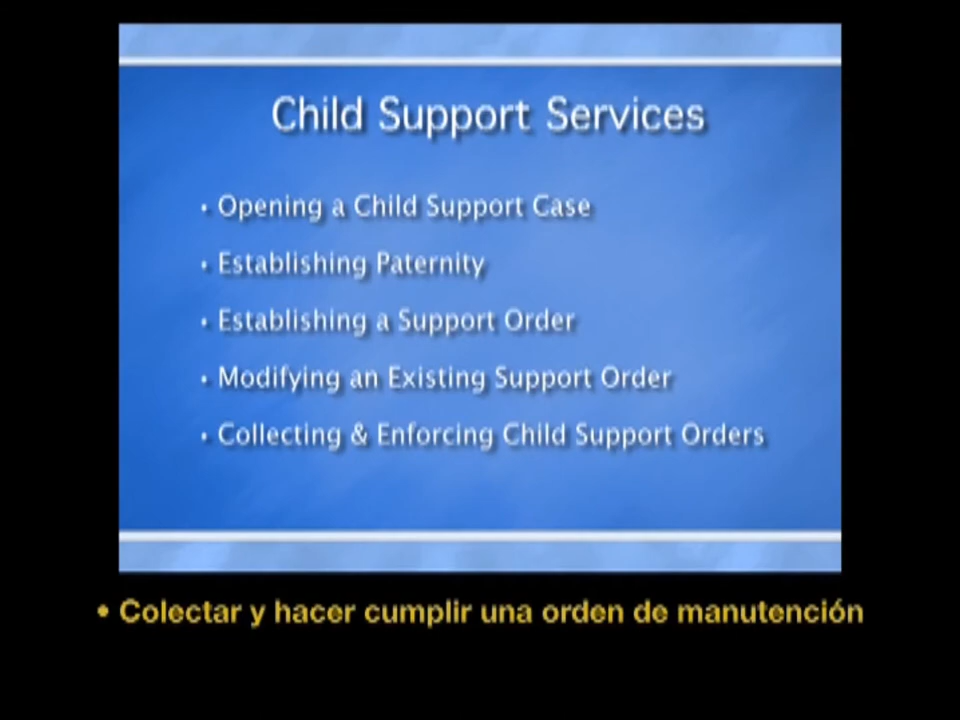 Child Support Services
• Opening a Child Support Case
• Establishing Paternity
• Establishing a Support Order
• Modifying an Existing Support Order
• Collecting & Enforcing Child Support Orders
• Colectar y hacer cumplir una orden de manutención